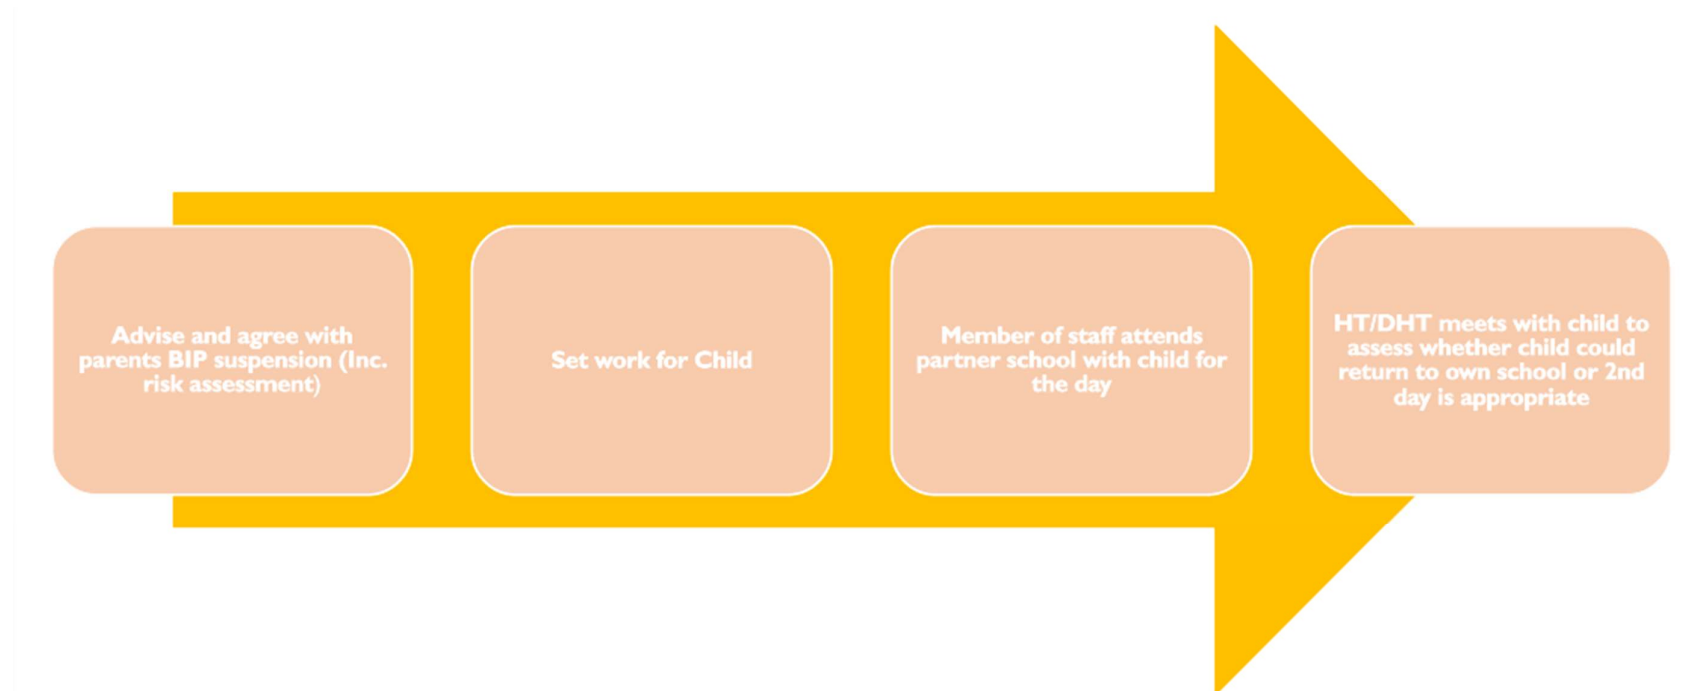 Advise and agree with
parents BIP suspension (Inc.
risk assessment)
Set work for Child
Member of staff attends
partner school with child for
the day
HT/DHT meets with child to
assess whether child could
return to own school or 2nd
day is appropriate